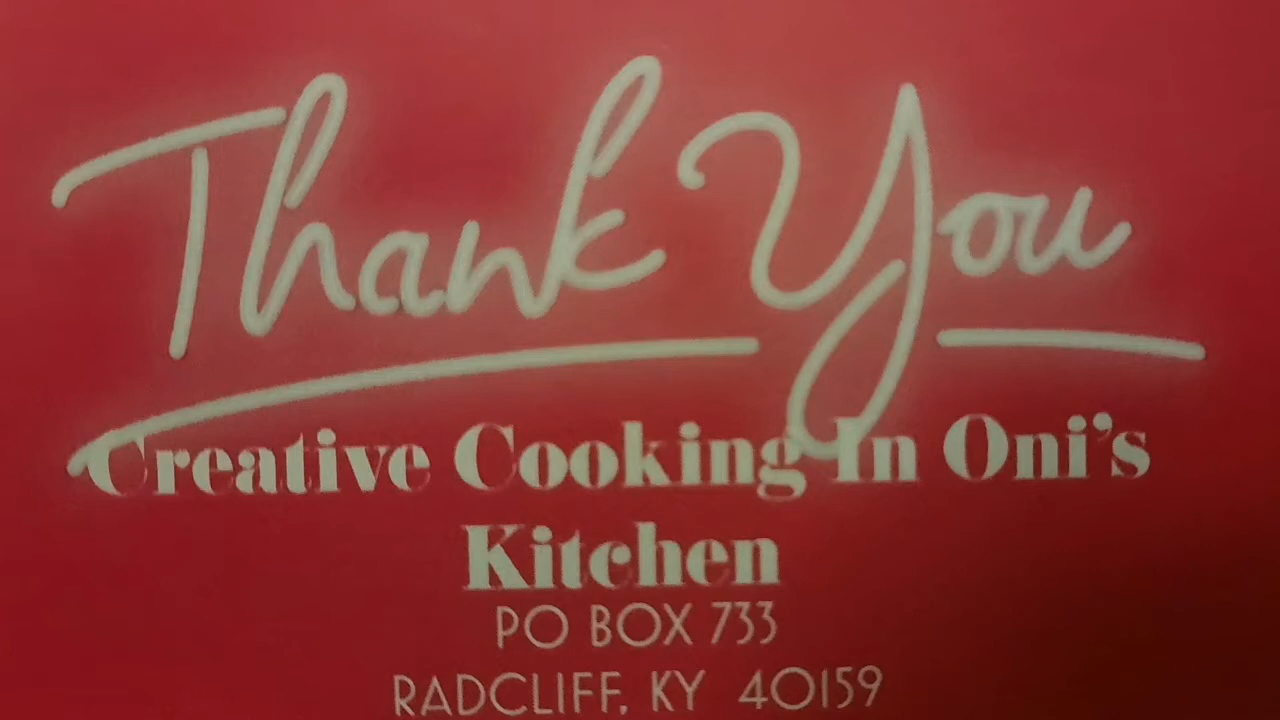 Thank You
Creative Cooking In Oni's
Kitchen
PO BOX 733
RADCLIFF, KY 40159